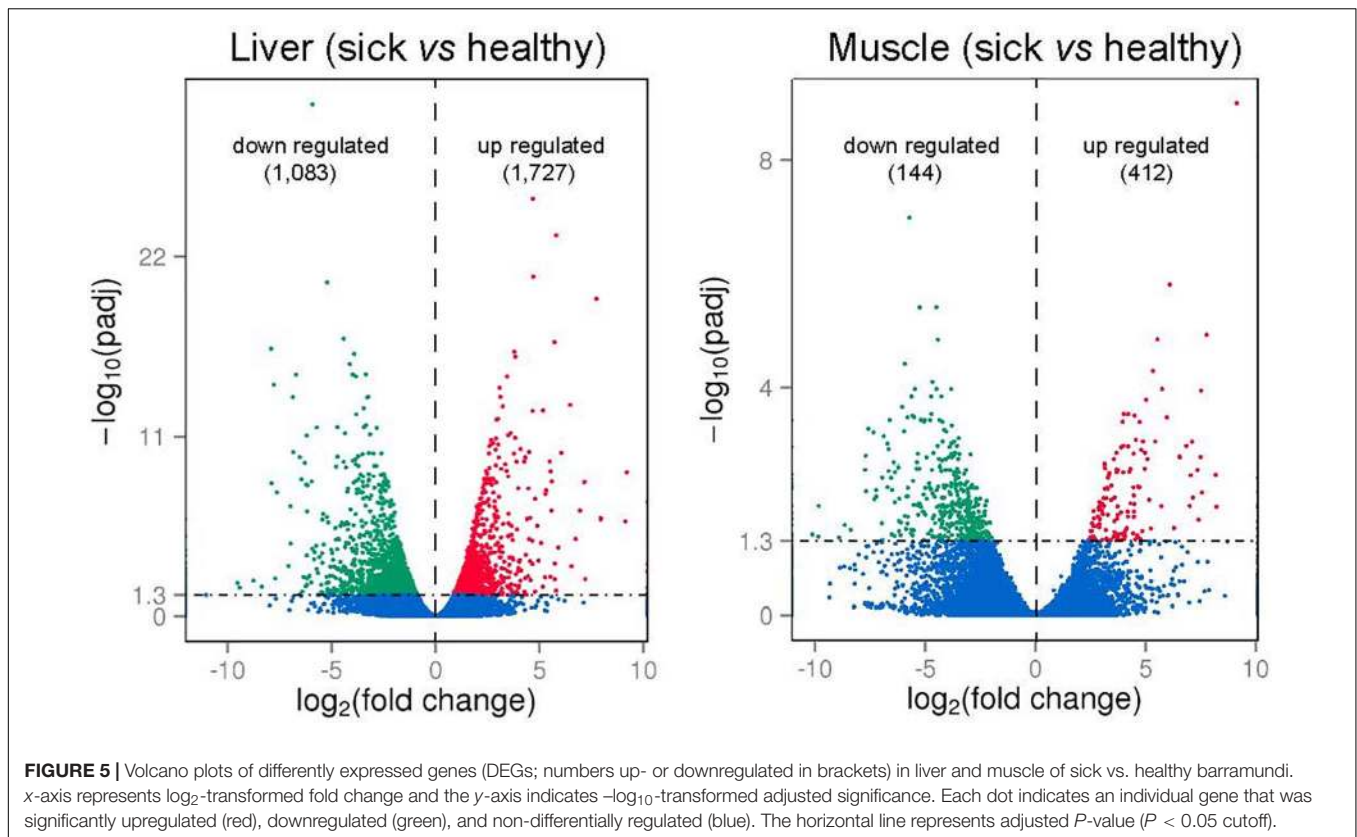 Liver (sick vs healthy)
down regulated
(1,083)
up regulated
(1,727)
−log10(padj)
22
11
1.3
0
-10
-5
0
5
10
log2(fold change)
Muscle (sick vs healthy)
down regulated
(144)
up regulated
(412)
−log10(padj)
8
4
1.3
0
-10
-5
0
5
10
log2(fold change)
FIGURE 5 | Volcano plots of differently expressed genes (DEGs; numbers up- or downregulated in brackets) in liver and muscle of sick vs. healthy barramundi.
x-axis represents log2-transformed fold change and the y-axis indicates –log10-transformed adjusted significance. Each dot indicates an individual gene that was
significantly upregulated (red), downregulated (green), and non-differentially regulated (blue). The horizontal line represents adjusted P-value (P < 0.05 cutoff).